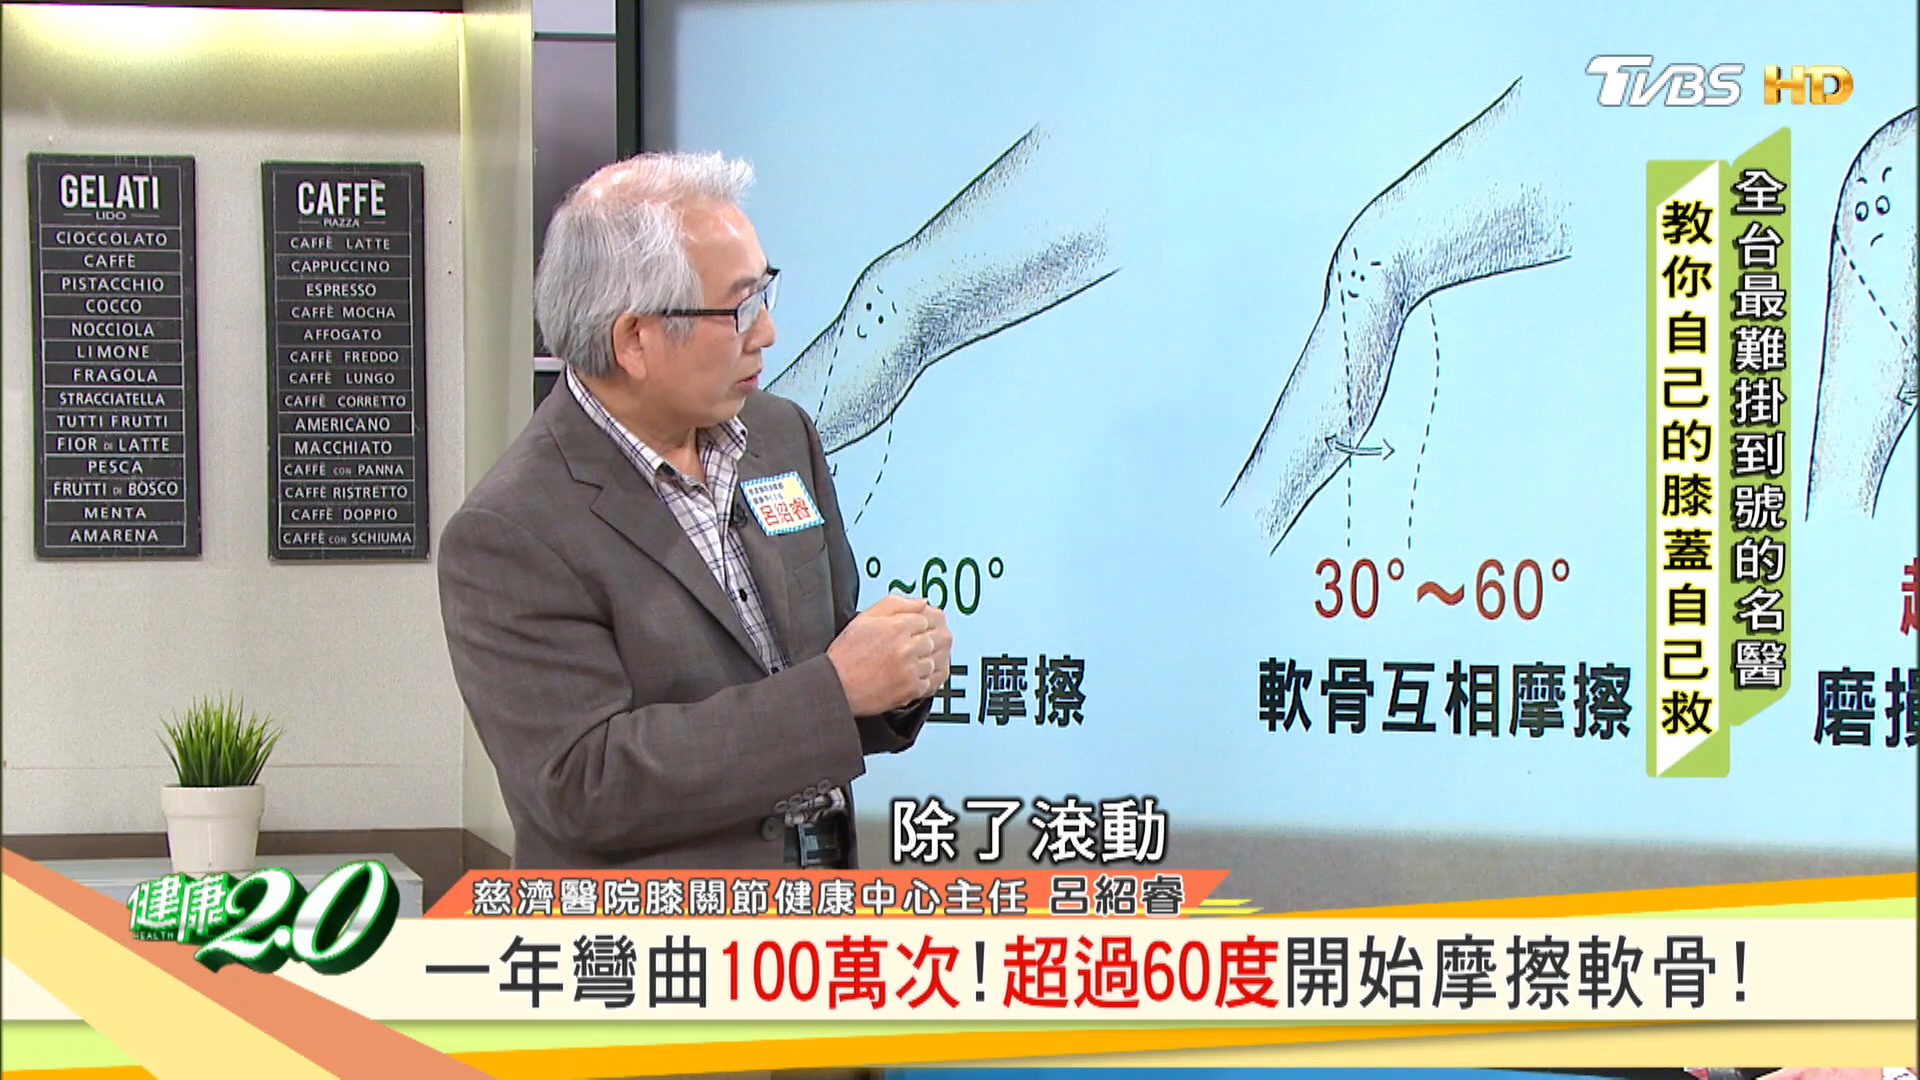 GELATI
LIDO
CIOCCOLATO
CAFFÈ
PISTACCHIO
COCCO
NOCCIOLA
LIMONE
FRAGOLA
STRACCIATELLA
TUTTI FRUTTI
FIOR DI LATTE
PESCA
FRUTTI DI BOSCO
MENTA
AMARENA
CAFFÈ
PIAZZA
CAFFÈ LATTE
CAPPUCCINO
ESPRESSO
CAFFÈ MOCHA
AFFOGATO
CAFFÈ FREDDO
CAFFÈ LUNGO
CAFFÈ CORRETTO
AMERICANO
MACCHIATO
CAFFÈ CON PANNA
CAFFÈ RISTRETTO
CAFFÈ DOPPIO
CAFFÈ CON SCHIUMA
TVBS HD
全台最難掛到號的名醫
教你自己的膝蓋自己救
呂紹睿
°~60°
摩擦
30°~60°
軟骨互相摩擦
磨損
除了滾動
健康2.0
HEALTH
慈濟醫院膝關節健康中心主任 呂紹睿
一年彎曲100萬次!超過60度開始摩擦軟骨!